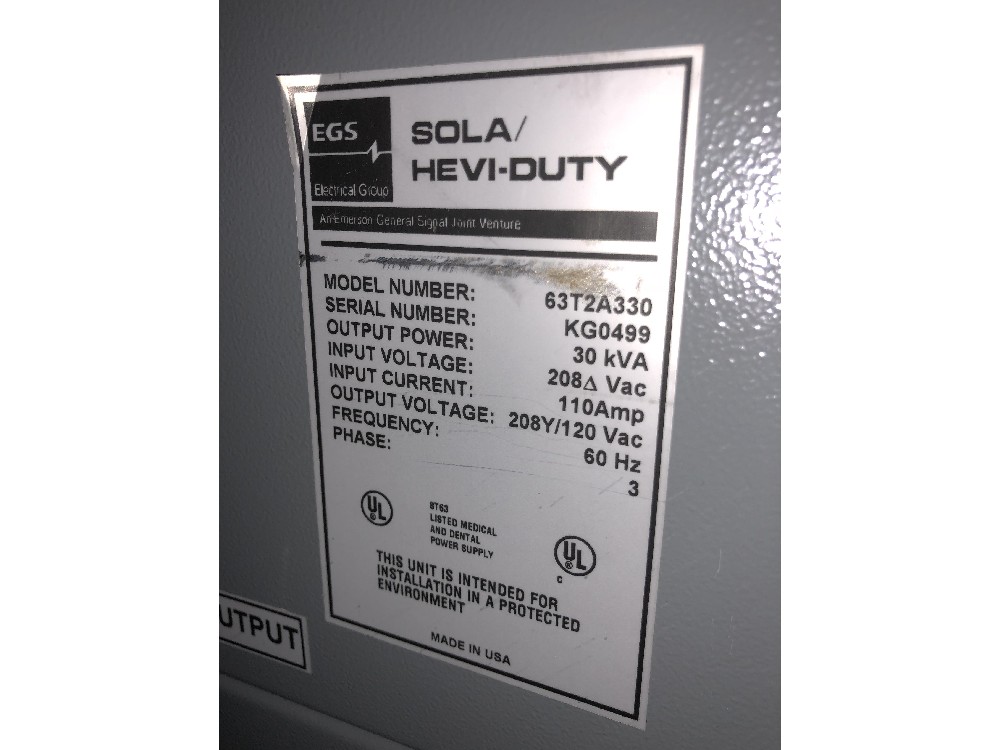 EGS
Electrical Group
SOLA/
HEVI-DUTY
An Emerson General Signal Joint Venture
MODEL NUMBER: 63T2A330
SERIAL NUMBER: KG0499
OUTPUT POWER: 30 kVA
INPUT VOLTAGE: 208Δ Vac
INPUT CURRENT: 110Amp
OUTPUT VOLTAGE: 208Y/120 Vac
FREQUENCY: 60 Hz
PHASE: 3
UL
®
8T63
LISTED MEDICAL
AND DENTAL
POWER SUPPLY
UL
®
C
THIS UNIT IS INTENDED FOR
INSTALLATION IN A PROTECTED
ENVIRONMENT
MADE IN USA
UTPUT